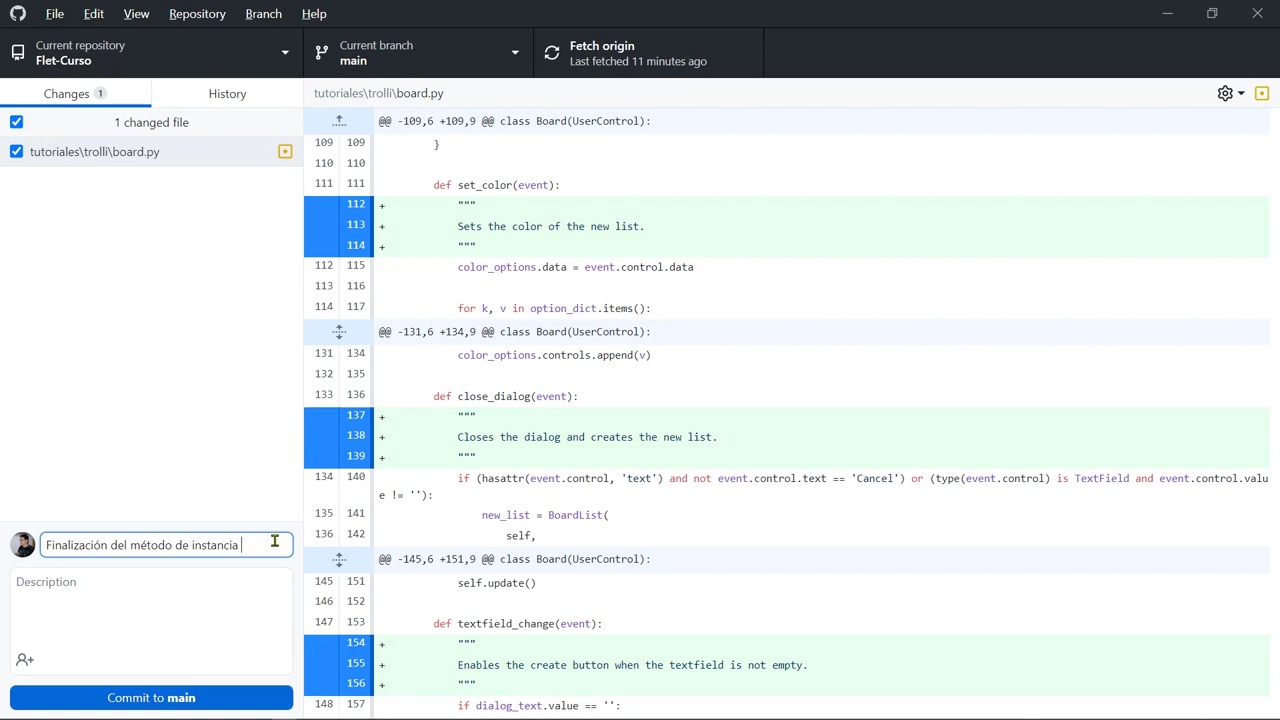 File Edit View Repository Branch Help
Current repository
Flet-Curso
Current branch
main
Fetch origin
Last fetched 11 minutes ago
Changes 1
History
tutoriales\trolli\board.py
1 changed file
tutoriales\trolli\board.py
@@ -109,6 +109,9 @@ class Board(UserControl):
109 109 }
110 110
111 111 def set_color(event):
112 + """
113 + Sets the color of the new list.
114 + """
112 115 color_options.data = event.control.data
113 116
114 117 for k, v in option_dict.items():
@@ -131,6 +134,9 @@ class Board(UserControl):
131 134 color_options.controls.append(v)
132 135
133 136 def close_dialog(event):
137 + """
138 + Closes the dialog and creates the new list.
139 + """
134 140 if (hasattr(event.control, 'text') and not event.control.text == 'Cancel') or (type(event.control) is TextField and event.control.valu
e != ''):
135 141 new_list = BoardList(
136 142 self,
@@ -145,6 +151,9 @@ class Board(UserControl):
145 151 self.update()
146 152
147 153 def textfield_change(event):
154 + """
155 + Enables the create button when the textfield is not empty.
156 + """
148 157 if dialog_text.value == '':
Finalización del método de instancia
Description
Commit to main